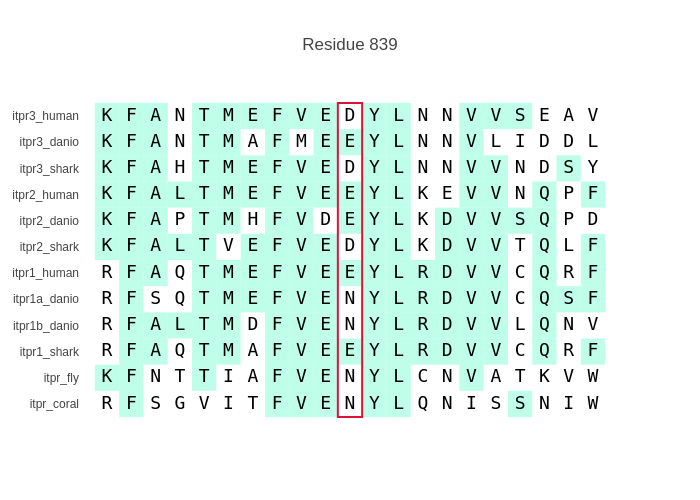 Residue 839
itpr3_human K F A N T M E F V E D Y L N N V V S E A V
itpr3_danio K F A N T M A F M E E Y L N N V L I D D L
itpr3_shark K F A H T M E F V E D Y L N N V V N D S Y
itpr2_human K F A L T M E F V E E Y L K E V V N Q P F
itpr2_danio K F A P T M H F V D E Y L K D V V S Q P D
itpr2_shark K F A L T V E F V E D Y L K D V V T Q L F
itpr1_human R F A Q T M E F V E E Y L R D V V C Q R F
itpr1a_danio R F S Q T M E F V E N Y L R D V V C Q S F
itpr1b_danio R F A L T M D F V E N Y L R D V V L Q N V
itpr1_shark R F A Q T M A F V E E Y L R D V V C Q R F
itpr_fly K F N T T I A F V E N Y L C N V A T K V W
itpr_coral R F S G V I T F V E N Y L Q N I S S N I W